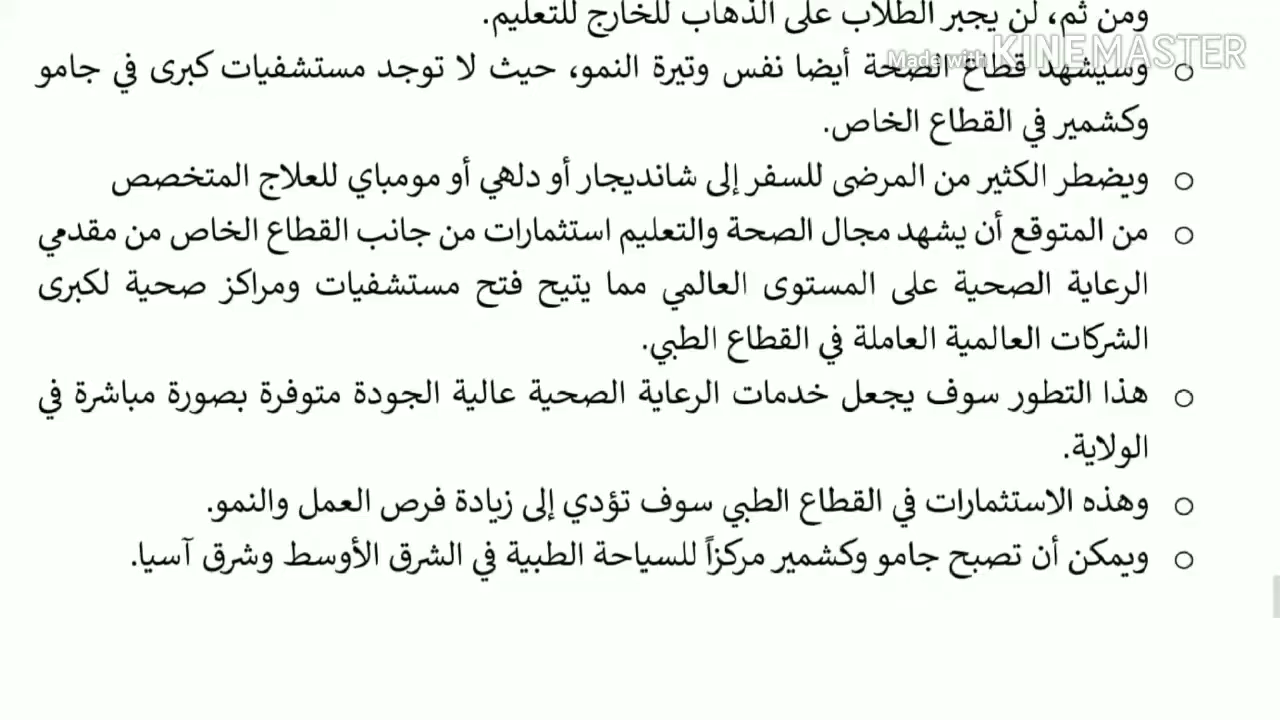 ومن ثم، لن يجبر الطلاب على الذهاب للخارج للتعليم.
Made with KINEMASTER
○ وسيشهد قطاع الصحة أيضا نفس وتيرة النمو، حيث لا توجد مستشفيات كبرى في جامو
وكشمير في القطاع الخاص.
○ ويضطر الكثير من المرضى للسفر إلى شانديجار أو دلهي أو مومباي للعلاج المتخصص
○ من المتوقع أن يشهد مجال الصحة والتعليم استثمارات من جانب القطاع الخاص من مقدمي
الرعاية الصحية على المستوى العالمي مما يتيح فتح مستشفيات ومراكز صحية لكبرى
الشركات العالمية العاملة في القطاع الطبي.
○ هذا التطور سوف يجعل خدمات الرعاية الصحية عالية الجودة متوفرة بصورة مباشرة في
الولاية.
○ وهذه الاستثمارات في القطاع الطبي سوف تؤدي إلى زيادة فرص العمل والنمو.
○ ويمكن أن تصبح جامو وكشمير مركزاً للسياحة الطبية في الشرق الأوسط وشرق آسيا.